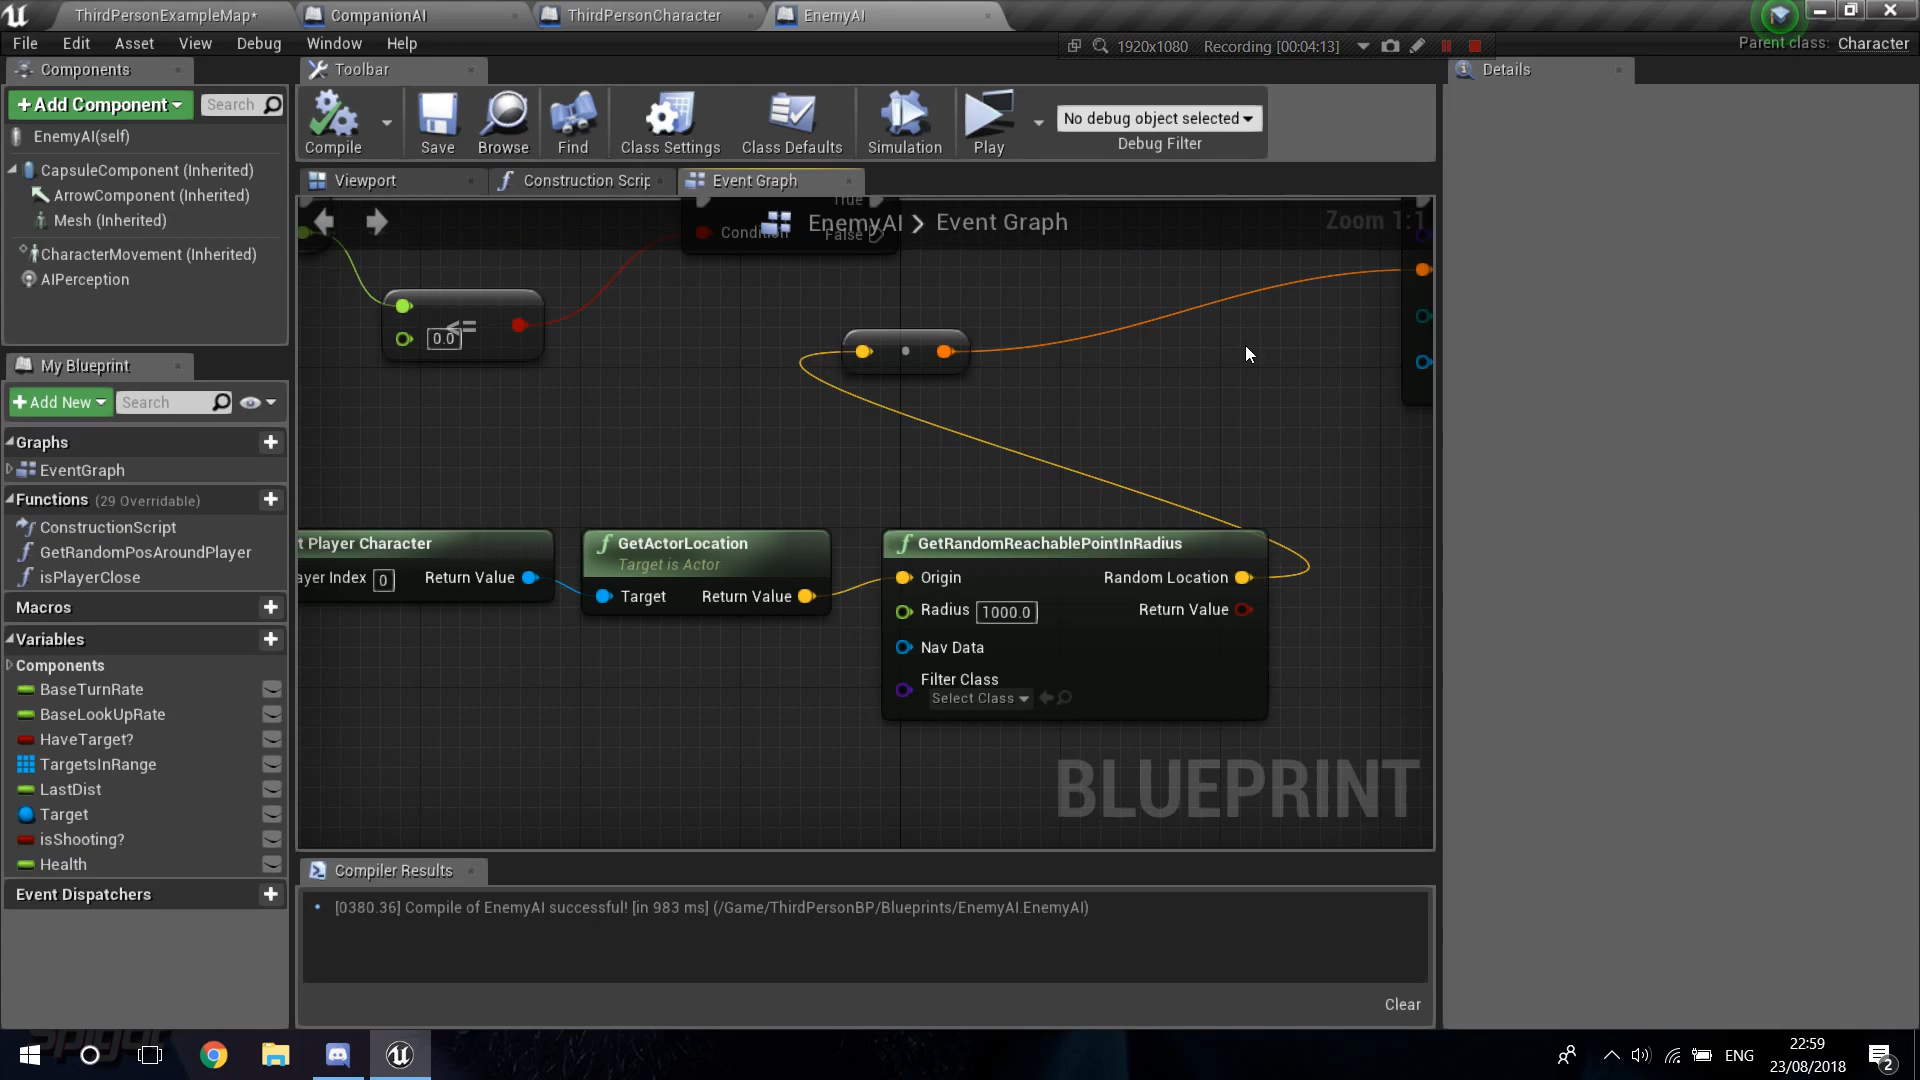 ThirdPersonExampleMap*
CompanionAI
ThirdPersonCharacter
EnemyAI
File Edit Asset View Debug Window Help
1920x1080 Recording [00:04:13]
Parent class: Character
Components
Toolbar
Details
+Add Component
Search
EnemyAI(self)
CapsuleComponent (Inherited)
ArrowComponent (Inherited)
Mesh (Inherited)
CharacterMovement (Inherited)
AIPerception
Compile
Save
Browse
Find
Class Settings
Class Defaults
Simulation
Play
No debug object selected
Debug Filter
Viewport
Construction Scrip
Event Graph
EnemyAI > Event Graph
Zoom 1:1
True
Condition
False
<=
0.0
My Blueprint
+Add New
Search
Graphs
EventGraph
Functions (29 Overridable)
ConstructionScript
GetRandomPosAroundPlayer
isPlayerClose
Macros
Variables
Components
BaseTurnRate
BaseLookUpRate
HaveTarget?
TargetsInRange
LastDist
Target
isShooting?
Health
Event Dispatchers
t Player Character
ayer Index 0
Return Value
GetActorLocation
Target is Actor
Target
Return Value
GetRandomReachablePointInRadius
Origin
Random Location
Radius 1000.0
Return Value
Nav Data
Filter Class
Select Class
BLUEPRINT
Compiler Results
[0380.36] Compile of EnemyAI successful! [in 983 ms] (/Game/ThirdPersonBP/Blueprints/EnemyAI.EnemyAI)
Clear
ENG
22:59
23/08/2018
2